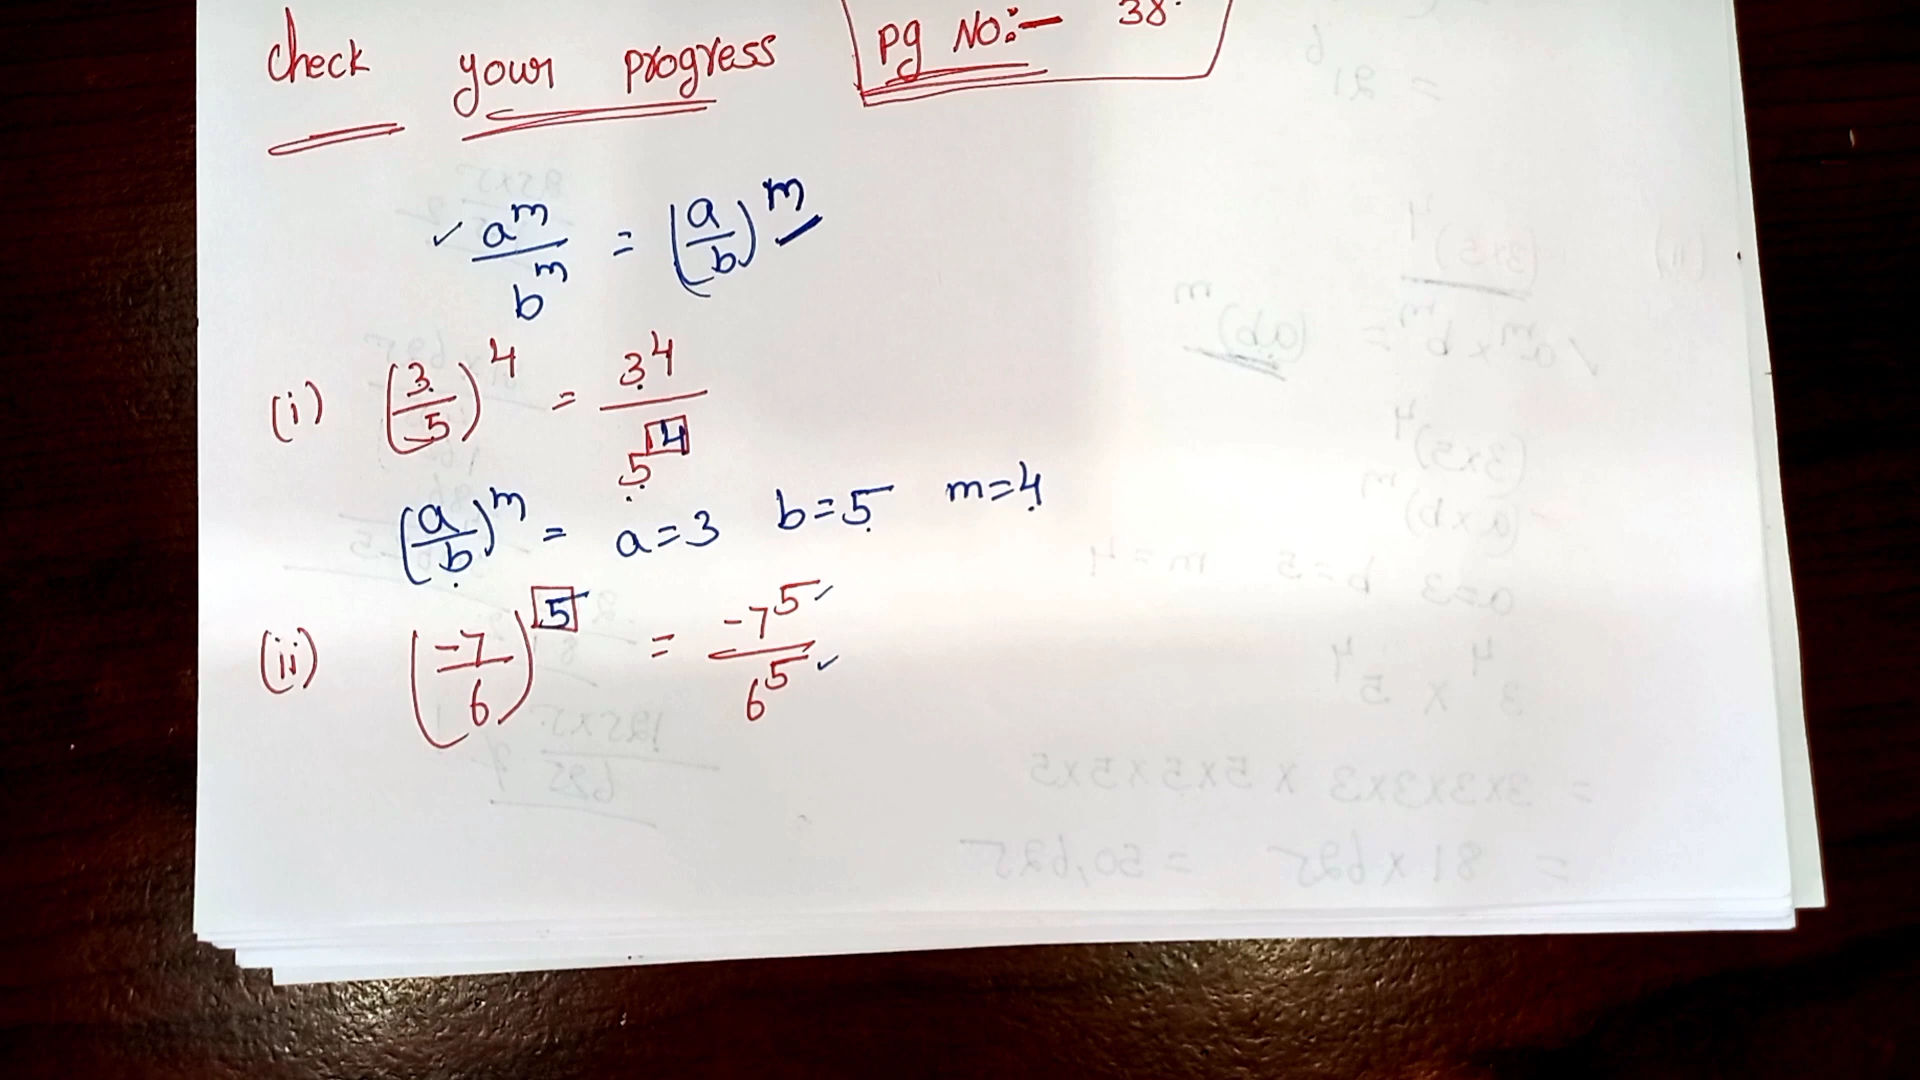 check your progress pg No:- 38.
✓ a^m / b^m = (a/b)^m
(i) (3/5)^4 = 3^4 / 5^4
(a/b)^m = a=3 b=5 m=4
(ii) (-7/6)^5 = -7^5 ✓ / 6^5 ✓